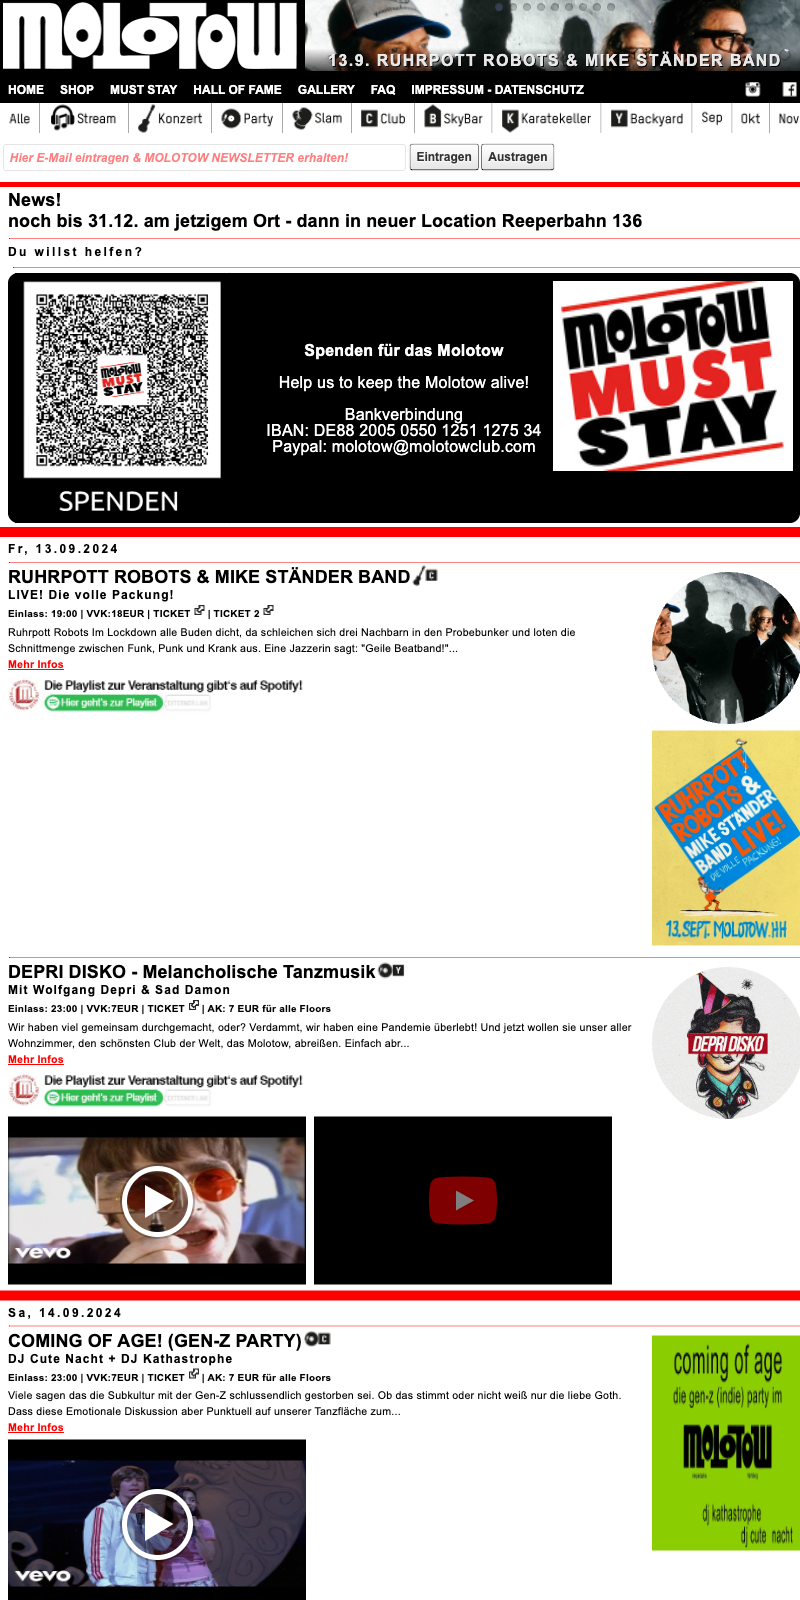 MOLOTOW
13.9. RUHRPOTT ROBOTS & MIKE STÄNDER BAND
HOME SHOP MUST STAY HALL OF FAME GALLERY FAQ IMPRESSUM - DATENSCHUTZ
Alle Stream Konzert Party Slam C Club B SkyBar K Karatekeller Y Backyard Sep Okt Nov
Hier E-Mail eintragen & MOLOTOW NEWSLETTER erhalten! Eintragen Austragen
News!
noch bis 31.12. am jetzigem Ort - dann in neuer Location Reeperbahn 136
Du willst helfen?
MOLOTOW
MUST
STAY
SPENDEN
Spenden für das Molotow
Help us to keep the Molotow alive!
Bankverbindung
IBAN: DE88 2005 0550 1251 1275 34
Paypal: molotow@molotowclub.com
MOLOTOW
MUST
STAY
Fr, 13.09.2024
RUHRPOTT ROBOTS & MIKE STÄNDER BAND C
LIVE! Die volle Packung!
Einlass: 19:00 | VVK:18EUR | TICKET | TICKET 2
Ruhrpott Robots Im Lockdown alle Buden dicht, da schleichen sich drei Nachbarn in den Probebunker und loten die
Schnittmenge zwischen Funk, Punk und Krank aus. Eine Jazzerin sagt: "Geile Beatband!"...
Mehr Infos
Die Playlist zur Veranstaltung gibt's auf Spotify!
Hier geht's zur Playlist EXTERNER LINK
RUHRPOTT
ROBOTS &
MIKE STÄNDER
BAND LIVE!
DIE VOLLE PACKUNG!
13.SEPT. MOLOTOW.HH
DEPRI DISKO - Melancholische Tanzmusik Y
Mit Wolfgang Depri & Sad Damon
Einlass: 23:00 | VVK:7EUR | TICKET | AK: 7 EUR für alle Floors
Wir haben viel gemeinsam durchgemacht, oder? Verdammt, wir haben eine Pandemie überlebt! Und jetzt wollen sie unser aller
Wohnzimmer, den schönsten Club der Welt, das Molotow, abreißen. Einfach abr...
Mehr Infos
DEPRI DISKO
Die Playlist zur Veranstaltung gibt's auf Spotify!
Hier geht's zur Playlist EXTERNER LINK
vevo
Sa, 14.09.2024
COMING OF AGE! (GEN-Z PARTY) C
DJ Cute Nacht + DJ Kathastrophe
Einlass: 23:00 | VVK:7EUR | TICKET | AK: 7 EUR für alle Floors
Viele sagen das die Subkultur mit der Gen-Z schlussendlich gestorben sei. Ob das stimmt oder nicht weiß nur die liebe Goth.
Dass diese Emotionale Diskussion aber Punktuell auf unserer Tanzfläche zum...
Mehr Infos
coming of age
die gen-z (indie) party im
MOLOTOW
dj kathastrophe
dj cute nacht
vevo